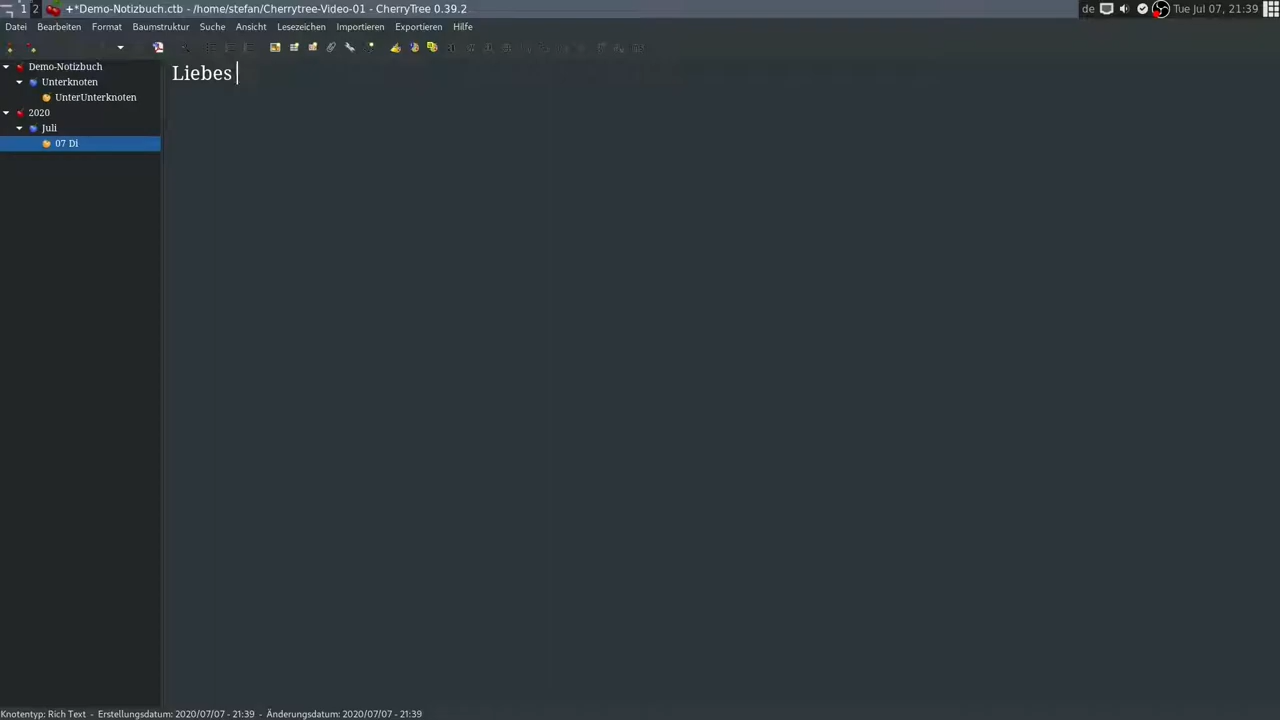 1 2 +*Demo-Notizbuch.ctb - /home/stefan/Cherrytree-Video-01 - CherryTree 0.39.2 de Tue Jul 07, 21:39
Datei Bearbeiten Format Baumstruktur Suche Ansicht Lesezeichen Importieren Exportieren Hilfe
Demo-Notizbuch
Unterknoten
UnterUnterknoten
2020
Juli
07 Di
Liebes
Knotentyp: Rich Text - Erstellungsdatum: 2020/07/07 - 21:39 - Änderungsdatum: 2020/07/07 - 21:39